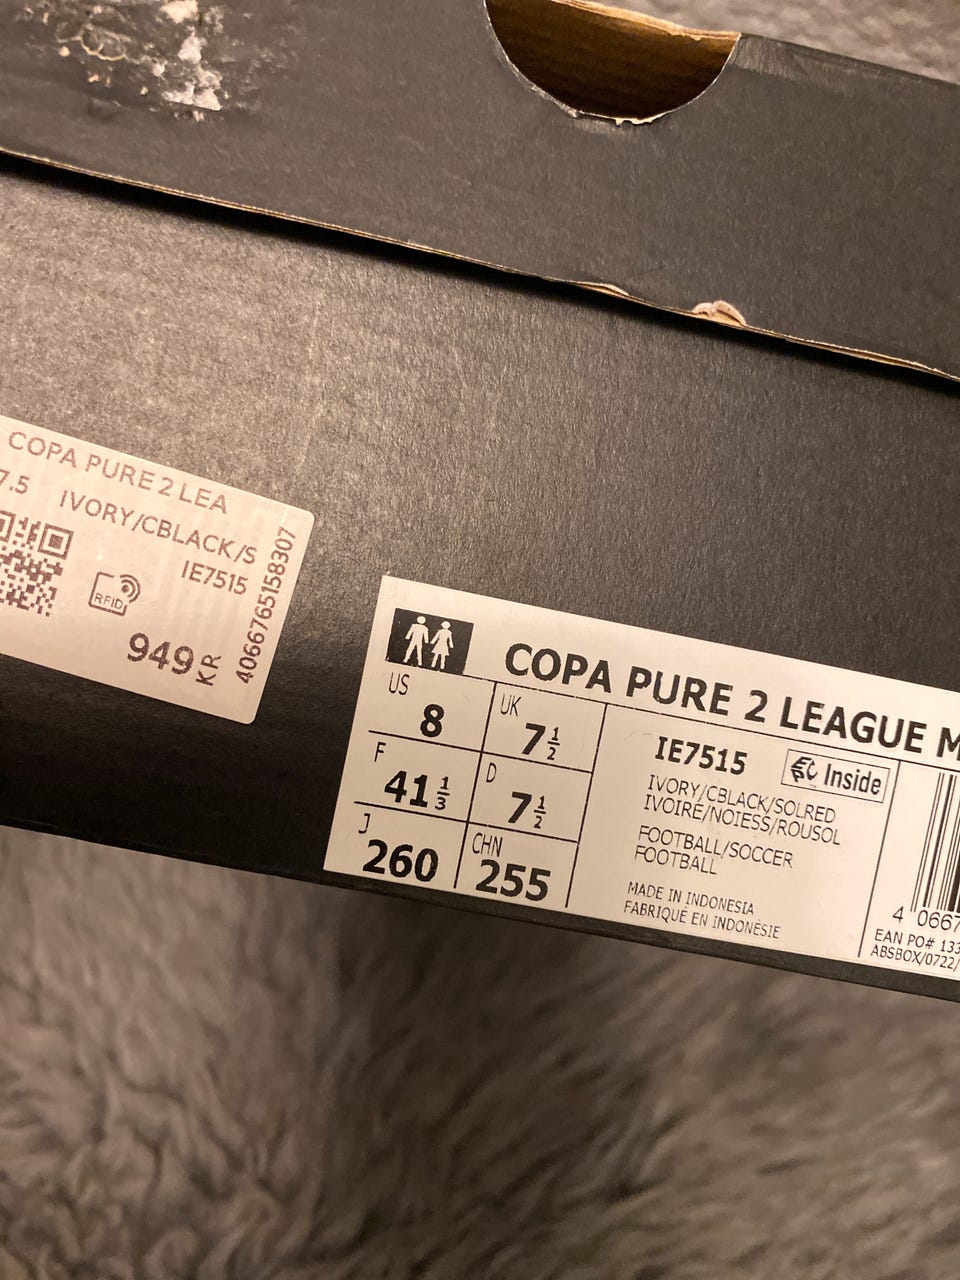 COPA PURE 2 LEA
7.5 IVORY/CBLACK/S
IE7515
RFID
949 KR
4066765158307
COPA PURE 2 LEAGUE M
US 8
UK 7 1/2
F 41 1/3
D 7 1/2
J 260
CHN 255
IE7515
Inside
IVORY/CBLACK/SOLRED
IVOIRE/NOIESS/ROUSOL
FOOTBALL/SOCCER
FOOTBALL
MADE IN INDONESIA
FABRIQUÉ EN INDONÉSIE
4 0667
EAN PO# 133
ABSBOX/0722/